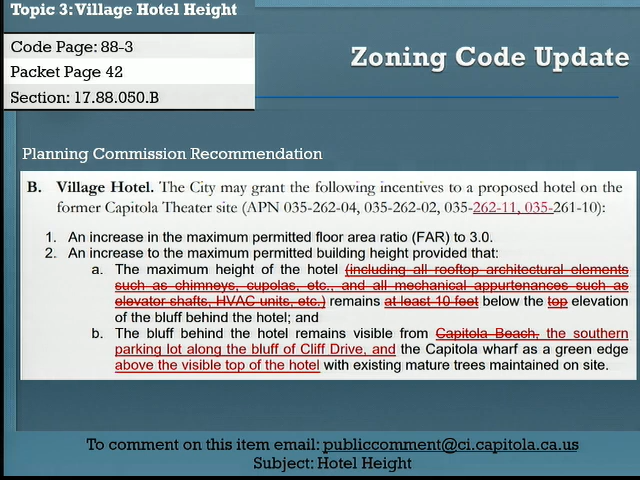 Topic 3: Village Hotel Height
Code Page: 88-3
Packet Page 42
Section: 17.88.050.B
Zoning Code Update
Planning Commission Recommendation
B. Village Hotel. The City may grant the following incentives to a proposed hotel on the
former Capitola Theater site (APN 035-262-04, 035-262-02, 035-262-11, 035-261-10):
1. An increase in the maximum permitted floor area ratio (FAR) to 3.0.
2. An increase to the maximum permitted building height provided that:
a. The maximum height of the hotel (including all rooftop architectural elements
such as chimneys, cupolas, etc., and all mechanical appurtenances such as
elevator shafts, HVAC units, etc.) remains at least 10 feet below the top elevation
of the bluff behind the hotel; and
b. The bluff behind the hotel remains visible from Capitola Beach, the southern
parking lot along the bluff of Cliff Drive, and the Capitola wharf as a green edge
above the visible top of the hotel with existing mature trees maintained on site.
To comment on this item email: publiccomment@ci.capitola.ca.us
Subject: Hotel Height